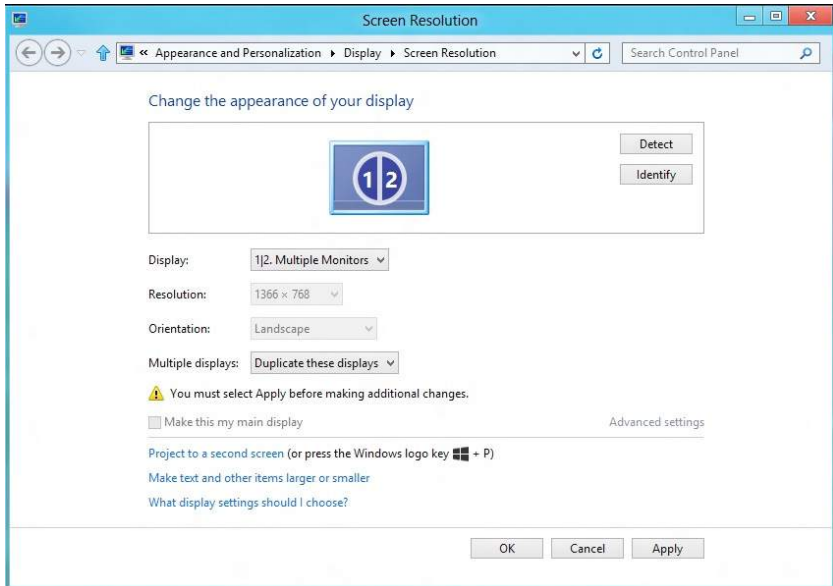 Screen Resolution
« Appearance and Personalization ▸ Display ▸ Screen Resolution
Search Control Panel
Change the appearance of your display
1|2
Detect
Identify
Display: 1|2. Multiple Monitors
Resolution: 1366 × 768
Orientation: Landscape
Multiple displays: Duplicate these displays
You must select Apply before making additional changes.
Make this my main display Advanced settings
Project to a second screen (or press the Windows logo key + P)
Make text and other items larger or smaller
What display settings should I choose?
OK Cancel Apply